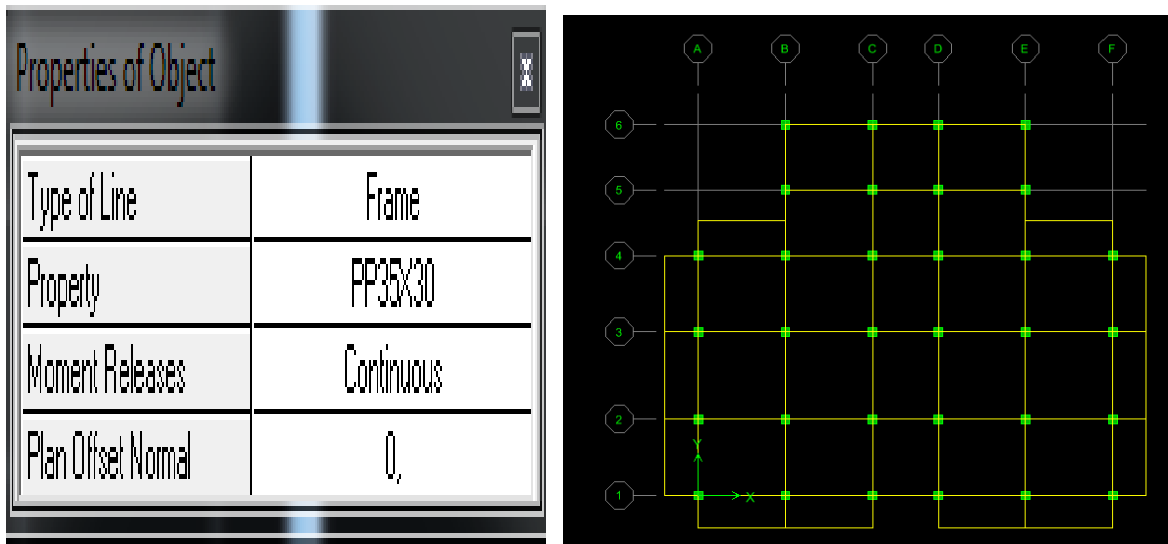 Properties of Object
Type of Line Frame
Property PP35X30
Moment Releases Continuous
Plan Offset Normal 0,
A B C D E F
6
5
4
3
2
Y
1
X